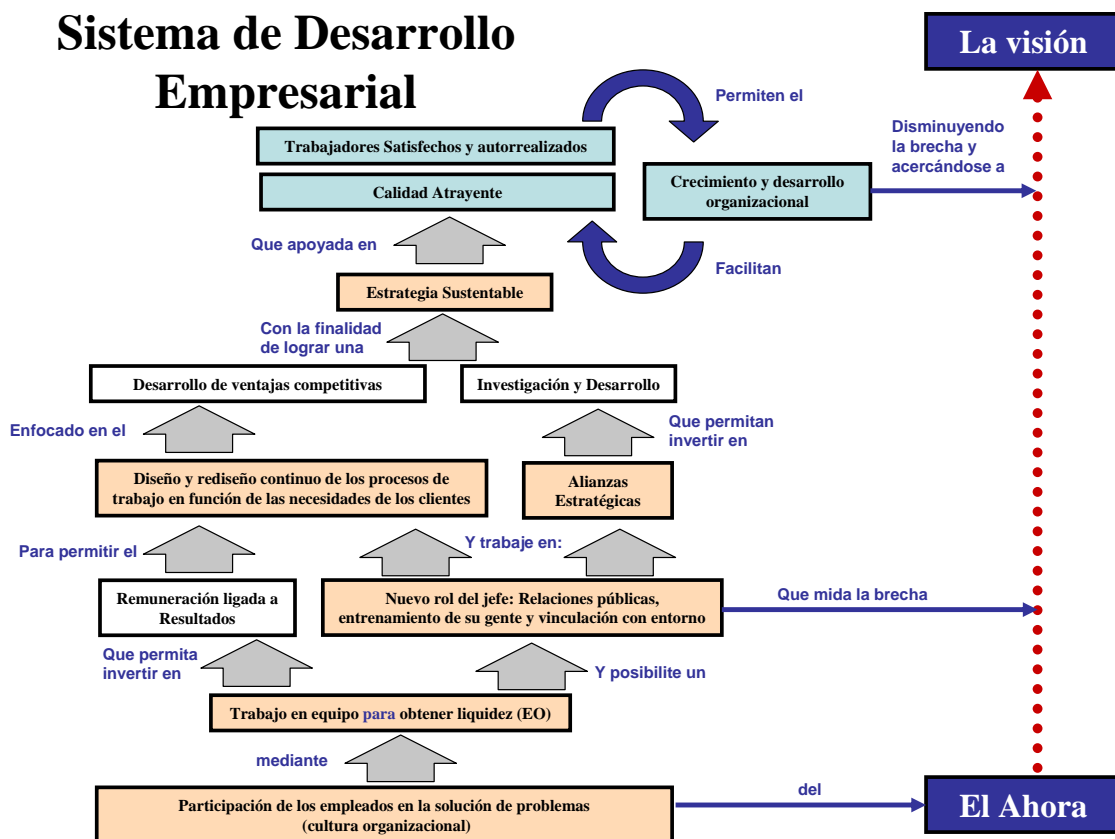 Sistema de Desarrollo
Empresarial
La visión
Permiten el
Trabajadores Satisfechos y autorrealizados
Disminuyendo
la brecha y
acercándose a
Calidad Atrayente
Crecimiento y desarrollo
organizacional
Que apoyada en
Facilitan
Estrategia Sustentable
Con la finalidad
de lograr una
Desarrollo de ventajas competitivas
Investigación y Desarrollo
Enfocado en el
Que permitan
invertir en
Diseño y rediseño continuo de los procesos de
trabajo en función de las necesidades de los clientes
Alianzas
Estratégicas
Para permitir el
Y trabaje en:
Remuneración ligada a
Resultados
Nuevo rol del jefe: Relaciones públicas,
entrenamiento de su gente y vinculación con entorno
Que mida la brecha
Que permita
invertir en
Y posibilite un
Trabajo en equipo para obtener liquidez (EO)
mediante
Participación de los empleados en la solución de problemas
(cultura organizacional)
del
El Ahora